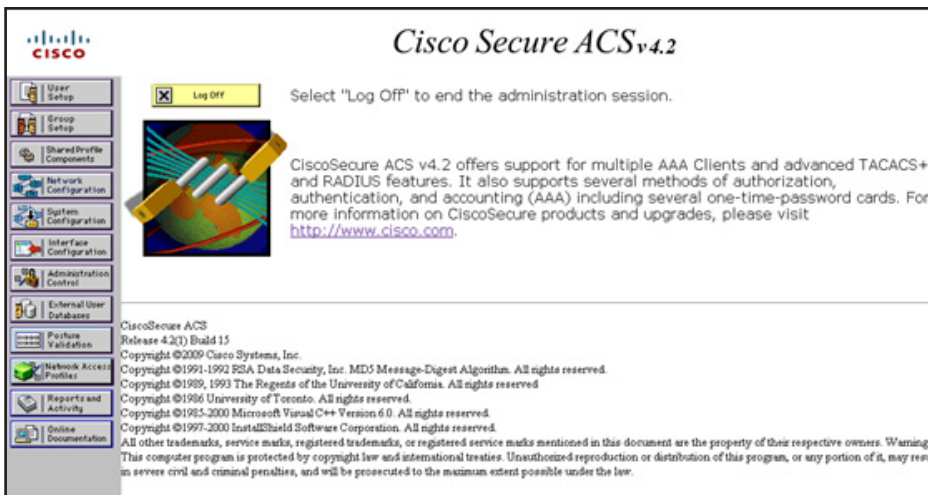 CISCO
Cisco Secure ACS v4.2
User
Setup
Group
Setup
Shared Profile
Components
Network
Configuration
System
Configuration
Interface
Configuration
Administration
Control
External User
Databases
Posture
Validation
Network Access
Profiles
Reports and
Activity
Online
Documentation
Log Off
Select "Log Off" to end the administration session.
CiscoSecure ACS v4.2 offers support for multiple AAA Clients and advanced TACACS+
and RADIUS features. It also supports several methods of authorization,
authentication, and accounting (AAA) including several one-time-password cards. For
more information on CiscoSecure products and upgrades, please visit
http://www.cisco.com.
CiscoSecure ACS
Release 4.2(1) Build 15
Copyright ©2009 Cisco Systems, Inc.
Copyright ©1991-1992 RSA Data Security, Inc. MD5 Message-Digest Algorithm. All rights reserved.
Copyright ©1989, 1993 The Regents of the University of California. All rights reserved
Copyright ©1986 University of Toronto. All rights reserved.
Copyright ©1985-2000 Microsoft Visual C++ Version 6.0. All rights reserved.
Copyright ©1997-2000 InstallShield Software Corporation. All rights reserved.
All other trademarks, service marks, registered trademarks, or registered service marks mentioned in this document are the property of their respective owners. Warning
This computer program is protected by copyright law and international treaties. Unauthorized reproduction or distribution of this program, or any portion of it, may
in severe civil and criminal penalties, and will be prosecuted to the maximum extent possible under the law.